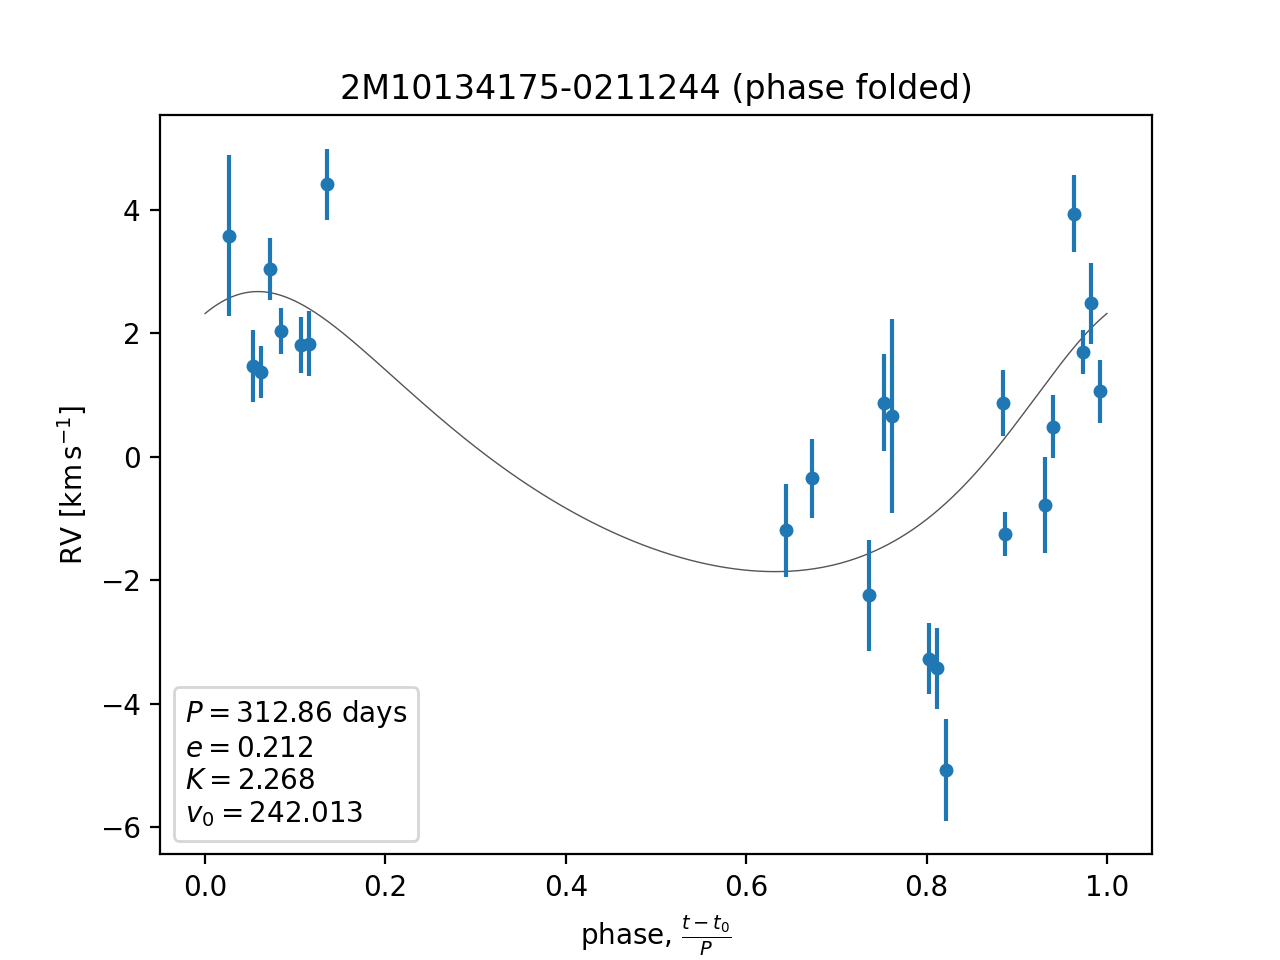 2M10134175-0211244 (phase folded)
RV [km s⁻¹]
4
2
0
−2
−4
−6
P = 312.86 days
e = 0.212
K = 2.268
v₀ = 242.013
0.0 0.2 0.4 0.6 0.8 1.0
phase, (t − t₀)/P